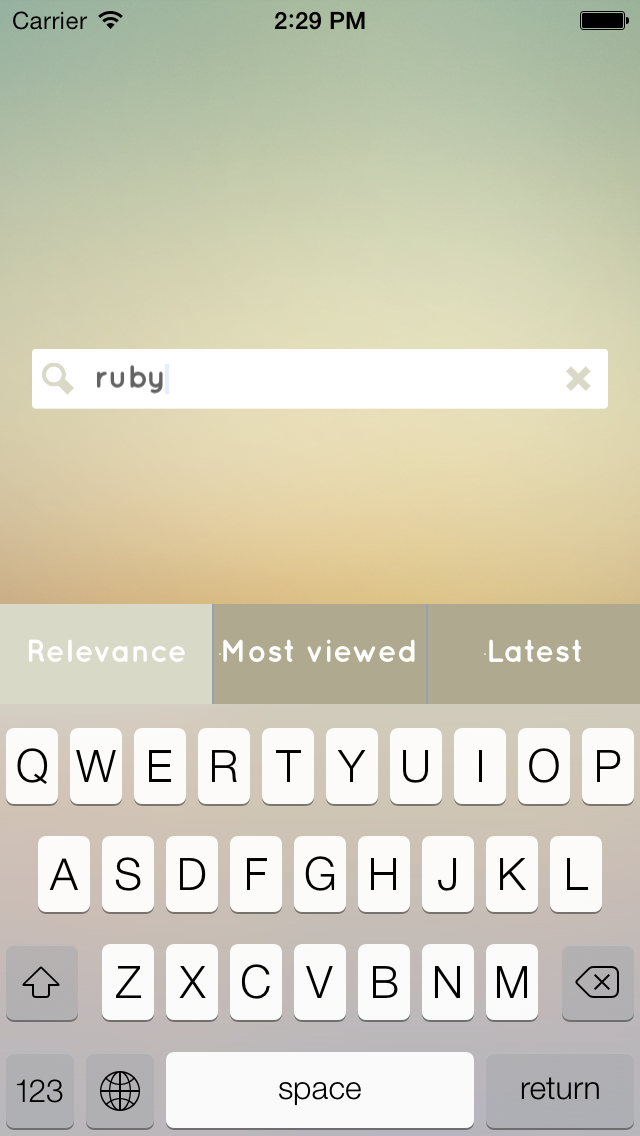 Carrier 2:29 PM
ruby
Relevance Most viewed Latest
Q W E R T Y U I O P
A S D F G H J K L
Z X C V B N M
123 space return